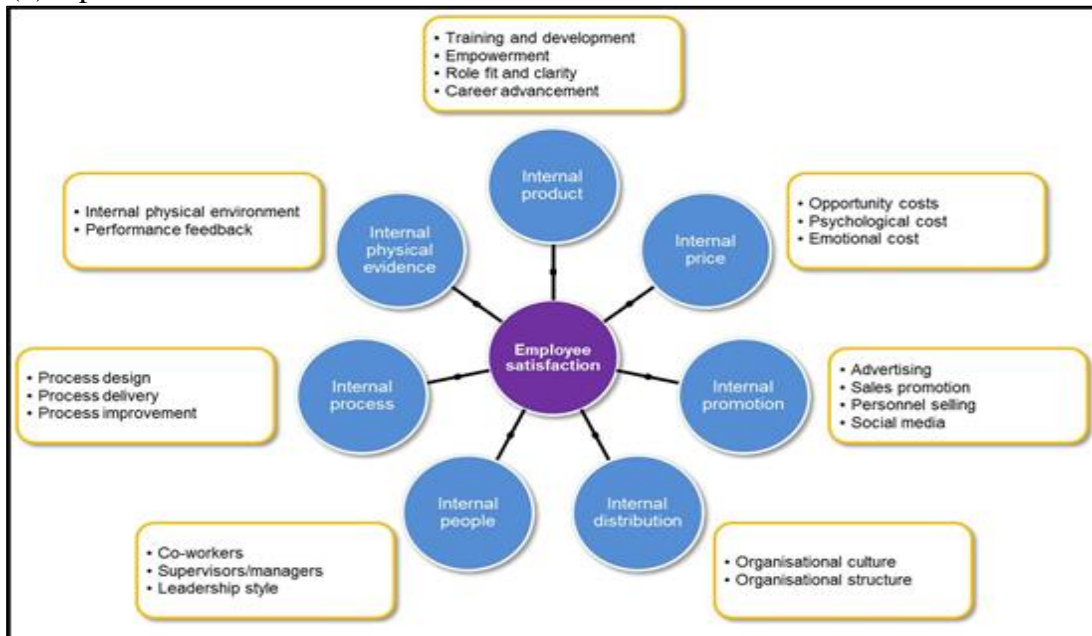 • Training and development
• Empowerment
• Role fit and clarity
• Career advancement
Internal
product
• Internal physical environment
• Performance feedback
Internal
physical
evidence
Internal
price
• Opportunity costs
• Psychological cost
• Emotional cost
Employee
satisfaction
• Process design
• Process delivery
• Process improvement
Internal
process
Internal
promotion
• Advertising
• Sales promotion
• Personnel selling
• Social media
Internal
people
Internal
distribution
• Co-workers
• Supervisors/managers
• Leadership style
• Organisational culture
• Organisational structure